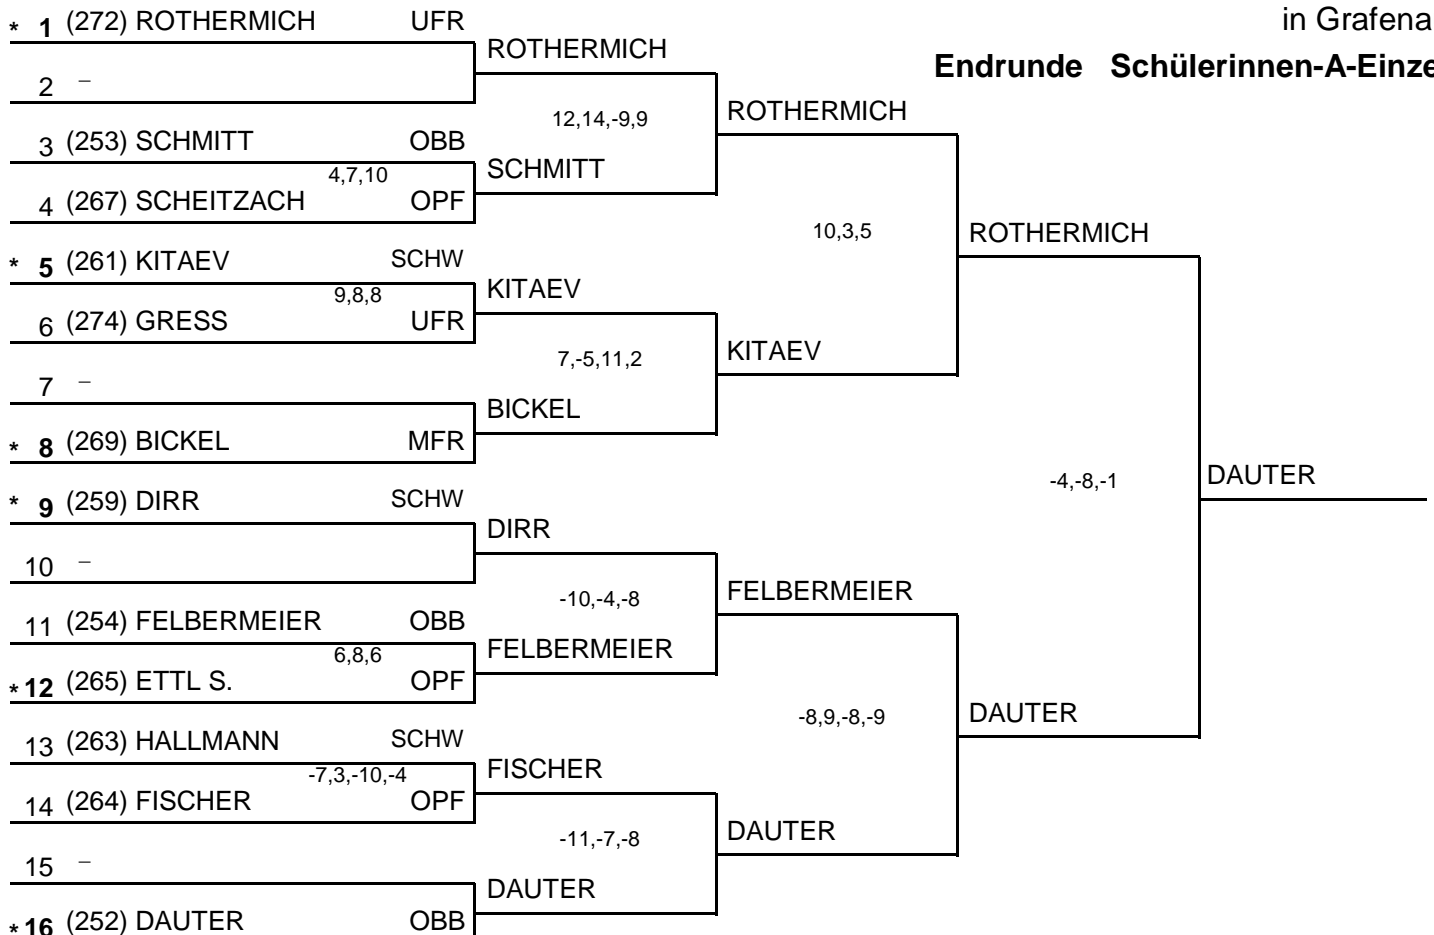 in Grafena
Endrunde Schülerinnen-A-Einze
* 1 (272) ROTHERMICH UFR
2 –
3 (253) SCHMITT OBB
4,7,10
4 (267) SCHEITZACH OPF
* 5 (261) KITAEV SCHW
9,8,8
6 (274) GRESS UFR
7 –
* 8 (269) BICKEL MFR
* 9 (259) DIRR SCHW
10 –
11 (254) FELBERMEIER OBB
6,8,6
* 12 (265) ETTL S. OPF
13 (263) HALLMANN SCHW
-7,3,-10,-4
14 (264) FISCHER OPF
15 –
* 16 (252) DAUTER OBB
ROTHERMICH
12,14,-9,9
SCHMITT
KITAEV
7,-5,11,2
BICKEL
DIRR
-10,-4,-8
FELBERMEIER
FISCHER
-11,-7,-8
DAUTER
ROTHERMICH
10,3,5
KITAEV
FELBERMEIER
-8,9,-8,-9
DAUTER
ROTHERMICH
-4,-8,-1
DAUTER
DAUTER